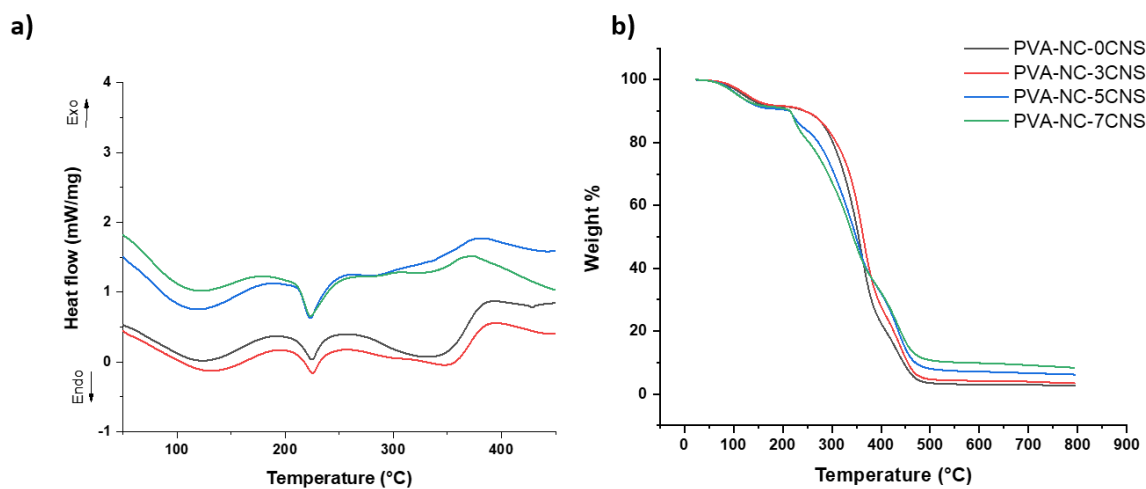 a)
Heat flow (mW/mg)
Exo
Endo
4
3
2
1
0
-1
100 200 300 400
Temperature (°C)
b)
PVA-NC-0CNS
PVA-NC-3CNS
PVA-NC-5CNS
PVA-NC-7CNS
Weight %
100
80
60
40
20
0
0 100 200 300 400 500 600 700 800 900
Temperature (°C)